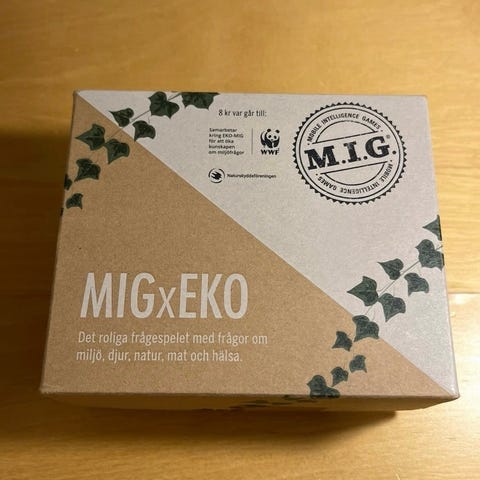 8 kr var går till:
Samarbetar
kring EKO-MIG
för att öka
kunskapen
om miljöfrågor
WWF
Naturskyddsföreningen
MOBILE INTELLIGENCE GAMES
M.I.G.®
MOBILE INTELLIGENCE GAMES
MIGxEKO
Det roliga frågespelet med frågor om
miljö, djur, natur, mat och hälsa.